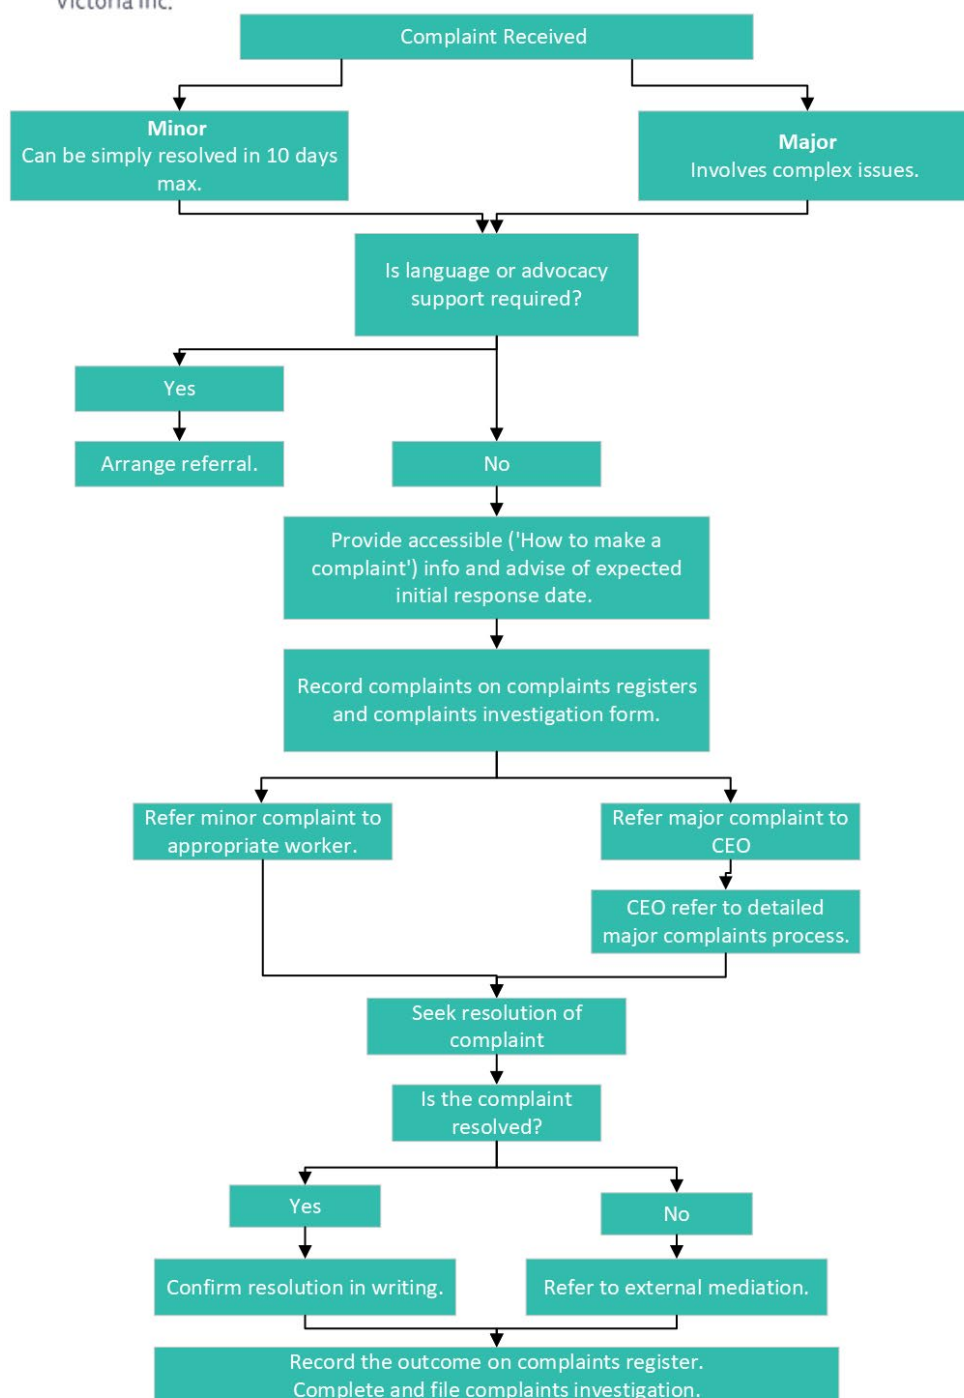 Victoria Inc.
Complaint Received
Minor
Can be simply resolved in 10 days
max.
Major
Involves complex issues.
Is language or advocacy
support required?
Yes
Arrange referral.
No
Provide accessible ('How to make a
complaint') info and advise of expected
initial response date.
Record complaints on complaints registers
and complaints investigation form.
Refer minor complaint to
appropriate worker.
Refer major complaint to
CEO
CEO refer to detailed
major complaints process.
Seek resolution of
complaint
Is the complaint
resolved?
Yes
No
Confirm resolution in writing.
Refer to external mediation.
Record the outcome on complaints register.
Complete and file complaints investigation.